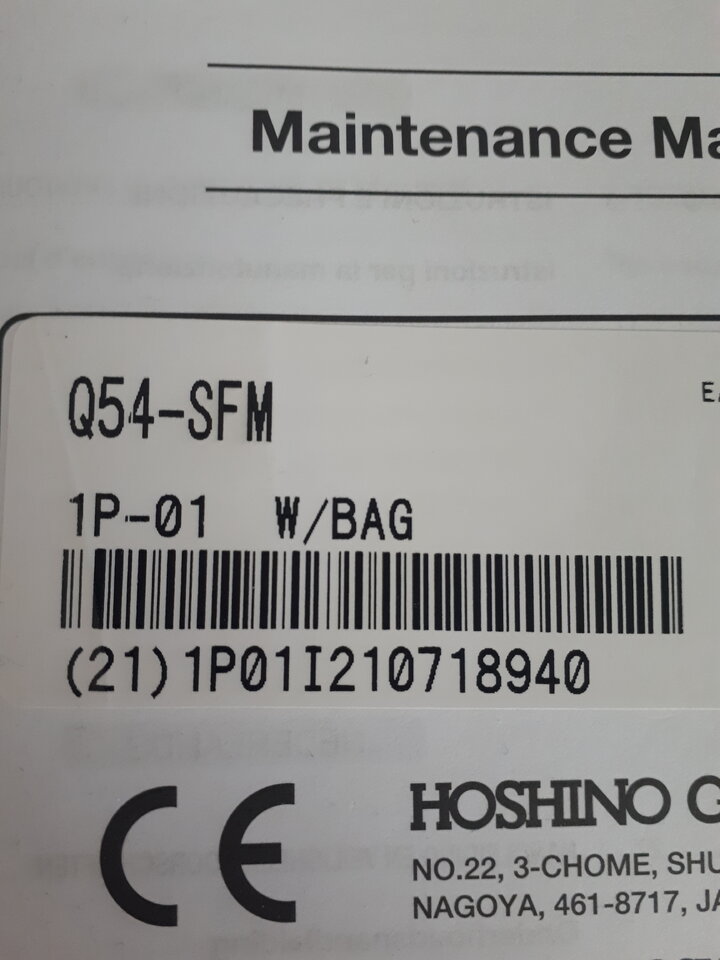 Maintenance Ma
Q54-SFM
EA
1P-01 W/BAG
(21)1P01I210718940
CE
HOSHINO G
NO.22, 3-CHOME, SHU
NAGOYA, 461-8717, JA